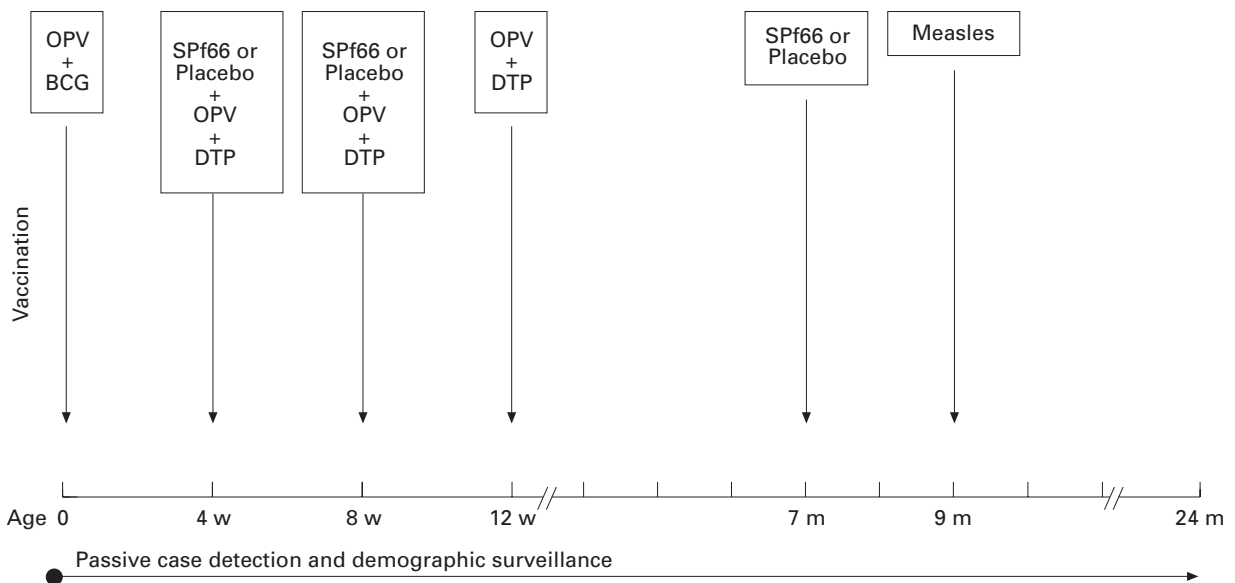 OPV
+
BCG
SPf66 or
Placebo
+
OPV
+
DTP
SPf66 or
Placebo
+
OPV
+
DTP
OPV
+
DTP
SPf66 or
Placebo
Measles
Vaccination
Age 0 4 w 8 w 12 w 7 m 9 m 24 m
Passive case detection and demographic surveillance